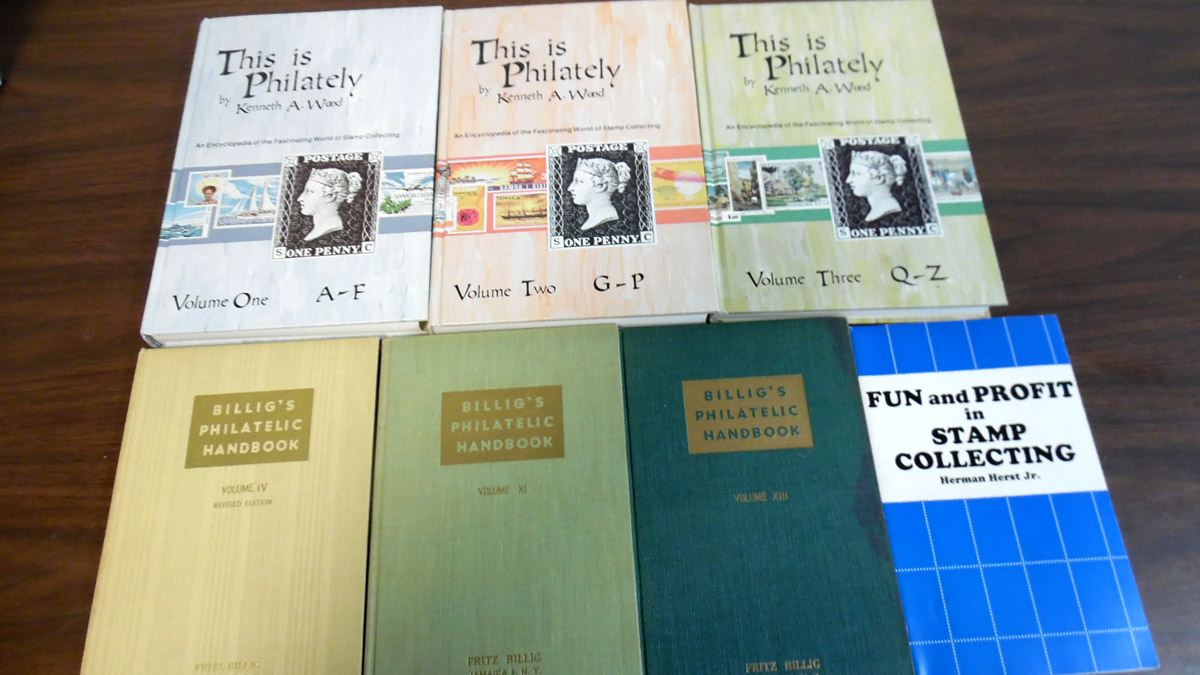 This is
Philately
by Kenneth A. Wood
An Encyclopedia of the Fascinating World of Stamp Collecting
POSTAGE
S ONE PENNY. C
Volume One A-F
This is
Philately
by Kenneth A. Wood
An Encyclopedia of the Fascinating World of Stamp Collecting
POSTAGE
JAMAICA
S ONE PENNY. C
Volume Two G-P
This is
Philately
by Kenneth A. Wood
An Encyclopedia of the Fascinating World of Stamp Collecting
POSTAGE
S ONE PENNY. C
Volume Three Q-Z
BILLIG'S
PHILATELIC
HANDBOOK
VOLUME IV
REVISED EDITION
FRITZ BILLIG
BILLIG'S
PHILATELIC
HANDBOOK
VOLUME XI
FRITZ BILLIG
JAMAICA
BILLIG'S
PHILATELIC
HANDBOOK
VOLUME XIII
FRITZ BILLIG
FUN and PROFIT
in
STAMP
COLLECTING
Herman Herst Jr.